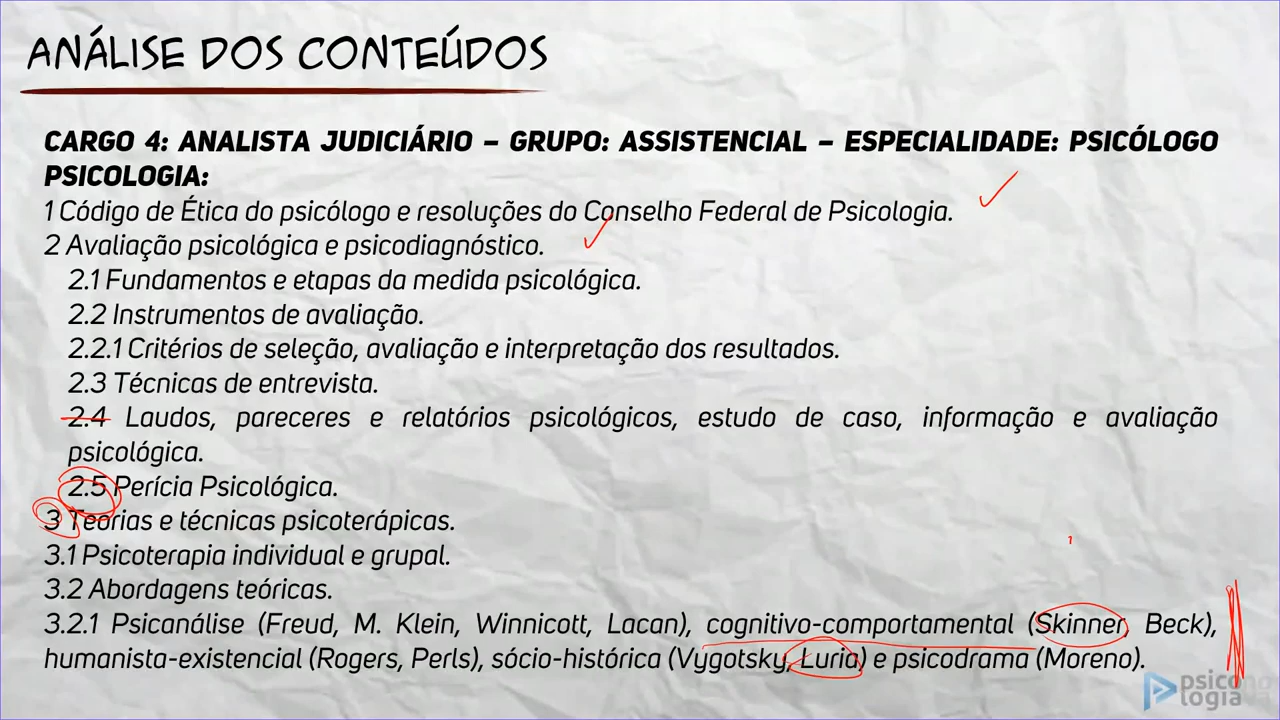 ANÁLISE DOS CONTEÚDOS
CARGO 4: ANALISTA JUDICIÁRIO – GRUPO: ASSISTENCIAL – ESPECIALIDADE: PSICÓLOGO
PSICOLOGIA:
1 Código de Ética do psicólogo e resoluções do Conselho Federal de Psicologia.
2 Avaliação psicológica e psicodiagnóstico.
2.1 Fundamentos e etapas da medida psicológica.
2.2 Instrumentos de avaliação.
2.2.1 Critérios de seleção, avaliação e interpretação dos resultados.
2.3 Técnicas de entrevista.
2.4 Laudos, pareceres e relatórios psicológicos, estudo de caso, informação e avaliação
psicológica.
2.5 Perícia Psicológica.
3 Teorias e técnicas psicoterápicas.
3.1 Psicoterapia individual e grupal.
3.2 Abordagens teóricas.
3.2.1 Psicanálise (Freud, M. Klein, Winnicott, Lacan), cognitivo-comportamental (Skinner, Beck),
humanista-existencial (Rogers, Perls), sócio-histórica (Vygotsky, Luria) e psicodrama (Moreno).